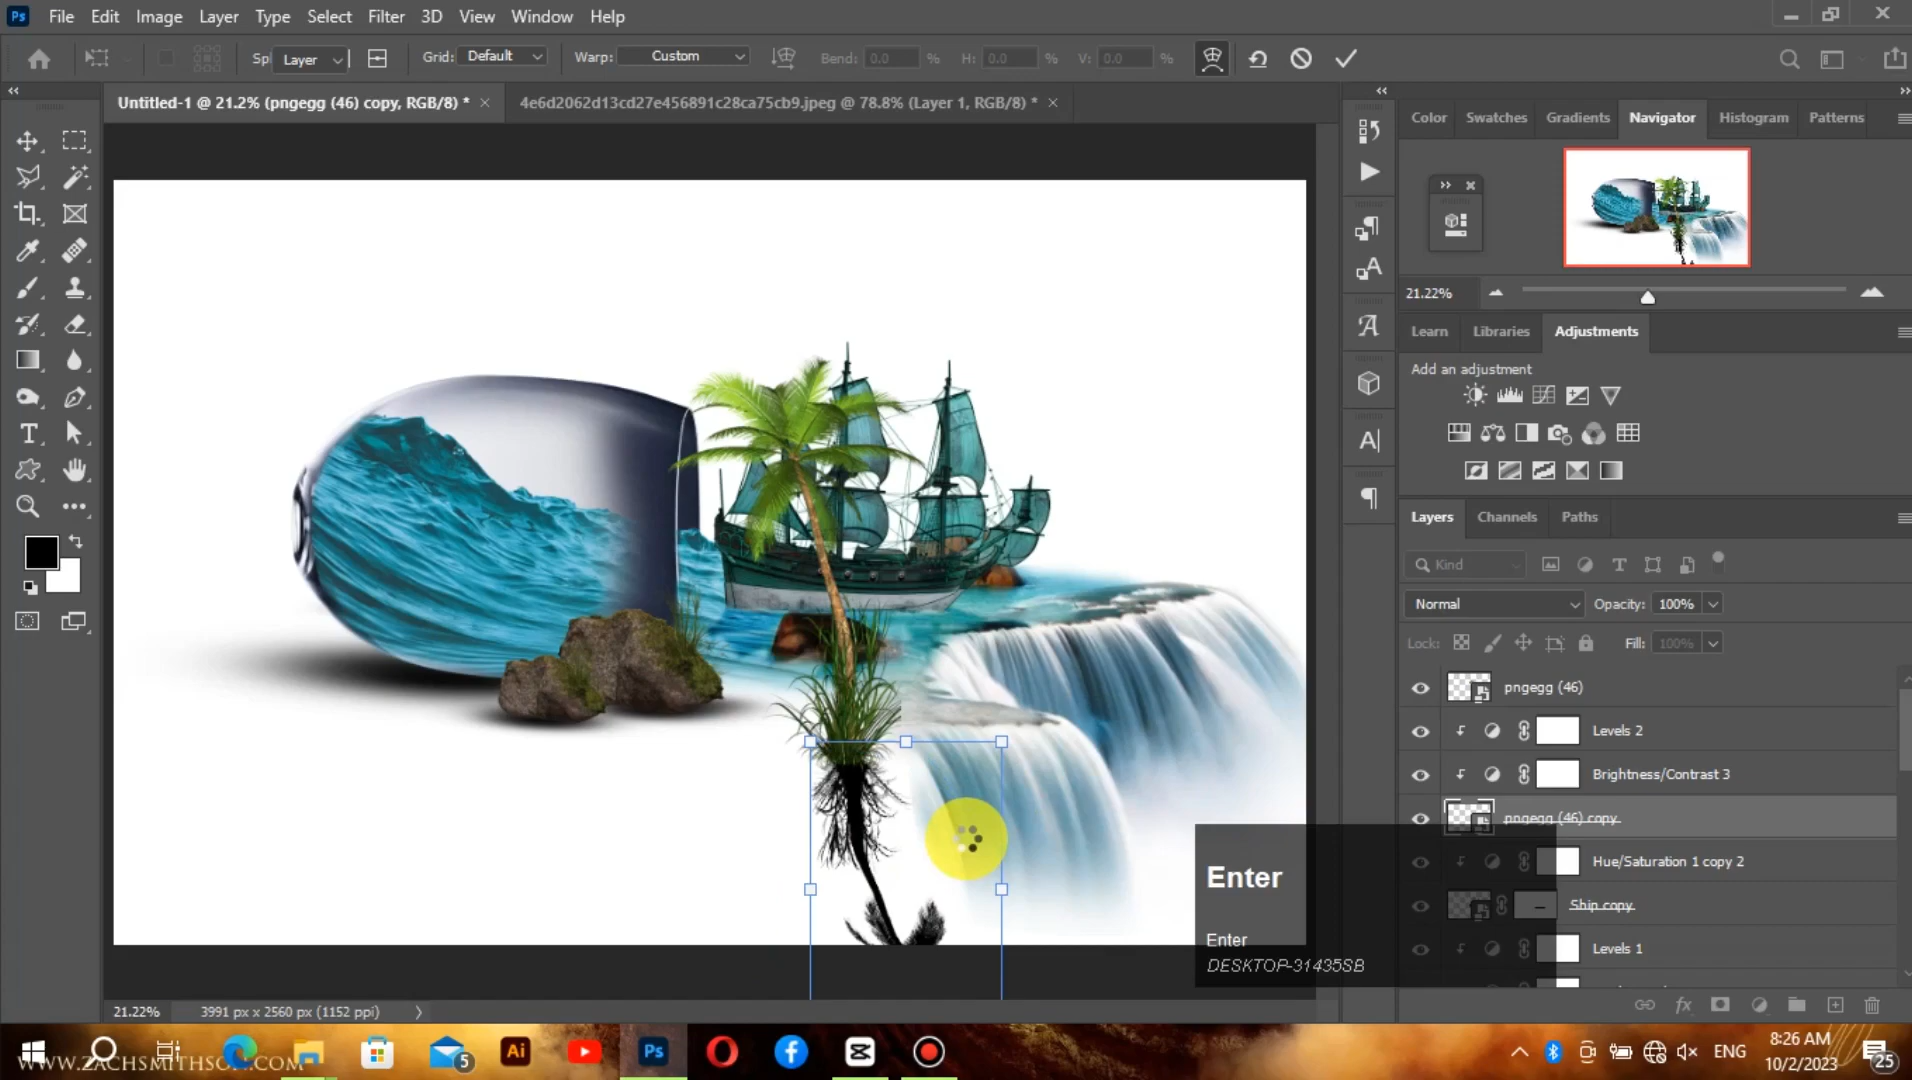 Ps File Edit Image Layer Type Select Filter 3D View Window Help
Sp Layer Grid: Default Warp: Custom Bend: 0.0 % H: 0.0 % V: 0.0 %
Untitled-1 @ 21.2% (pngegg (46) copy, RGB/8) *
4e6d2062d13cd27e456891c28ca75cb9.jpeg @ 78.8% (Layer 1, RGB/8) *
Color Swatches Gradients Navigator Histogram Patterns
21.22%
Learn Libraries Adjustments
Add an adjustment
Layers Channels Paths
Kind
Normal Opacity: 100%
Lock: Fill: 100%
pngegg (46)
Levels 2
Brightness/Contrast 3
pngegg (46) copy
Hue/Saturation 1 copy 2
Ship copy
Levels 1
Enter
Enter
DESKTOP-31435SB
21.22% 3991 px x 2560 px (1152 ppi)
5 Ai Ps
ENG
8:26 AM
10/2/2023
25